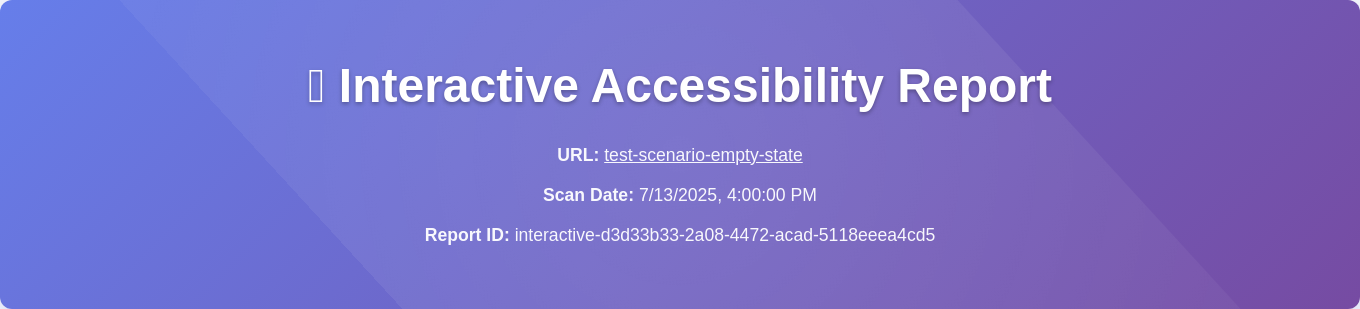 Interactive Accessibility Report
URL: test-scenario-empty-state
Scan Date: 7/13/2025, 4:00:00 PM
Report ID: interactive-d3d33b33-2a08-4472-acad-5118eeea4cd5